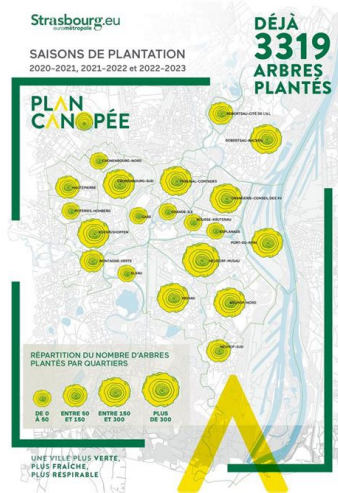 Strasbourg.eu
eurométropole
DÉJÀ
3319
ARBRES
PLANTÉS
SAISONS DE PLANTATION
2020-2021, 2021-2022 et 2022-2023
PLAN
CANOPÉE
ROBERTSAU-CITÉ DE L'ILL
ROBERTSAU-WACKEN
CRONENBOURG-NORD
CRONENBOURG-SUD
TRIBUNAL-CONTADES
HAUTEPIERRE
ORANGERIE-CONSEIL DES XV
POTERIES-HOHBERG
GARE
GRANDE-ÎLE
BOURSE-KRUTENAU
ESPLANADE
KOENIGSHOFFEN
PORT-DU-RHIN
MONTAGNE-VERTE
ELSAU
NEUDORF-MUSAU
MEINAU
NEUHOF-NORD
NEUHOF-SUD
RÉPARTITION DU NOMBRE D'ARBRES
PLANTÉS PAR QUARTIERS
DE 0
À 50
ENTRE 50
ET 150
ENTRE 150
ET 300
PLUS
DE 300
UNE VILLE PLUS VERTE,
PLUS FRAÎCHE,
PLUS RESPIRABLE